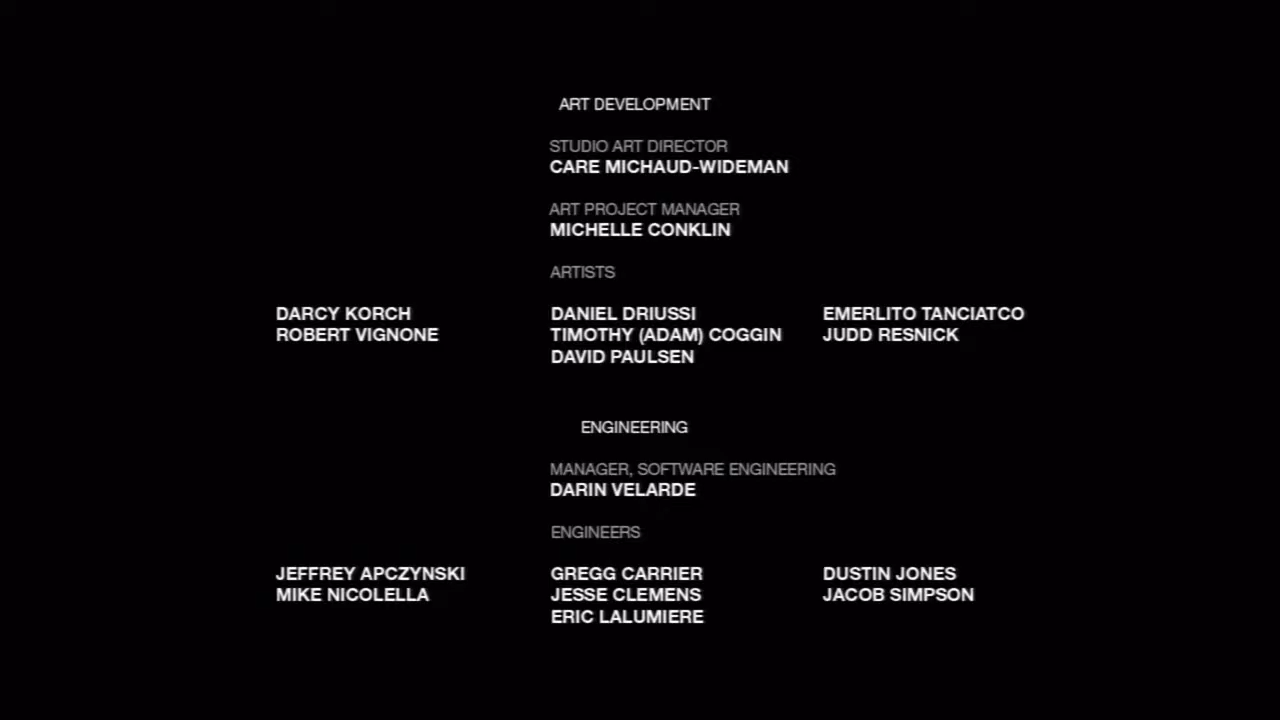 ART DEVELOPMENT
STUDIO ART DIRECTOR
CARE MICHAUD-WIDEMAN
ART PROJECT MANAGER
MICHELLE CONKLIN
ARTISTS
DARCY KORCH DANIEL DRIUSSI EMERLITO TANCIATCO
ROBERT VIGNONE TIMOTHY (ADAM) COGGIN JUDD RESNICK
DAVID PAULSEN
ENGINEERING
MANAGER, SOFTWARE ENGINEERING
DARIN VELARDE
ENGINEERS
JEFFREY APCZYNSKI GREGG CARRIER DUSTIN JONES
MIKE NICOLELLA JESSE CLEMENS JACOB SIMPSON
ERIC LALUMIERE